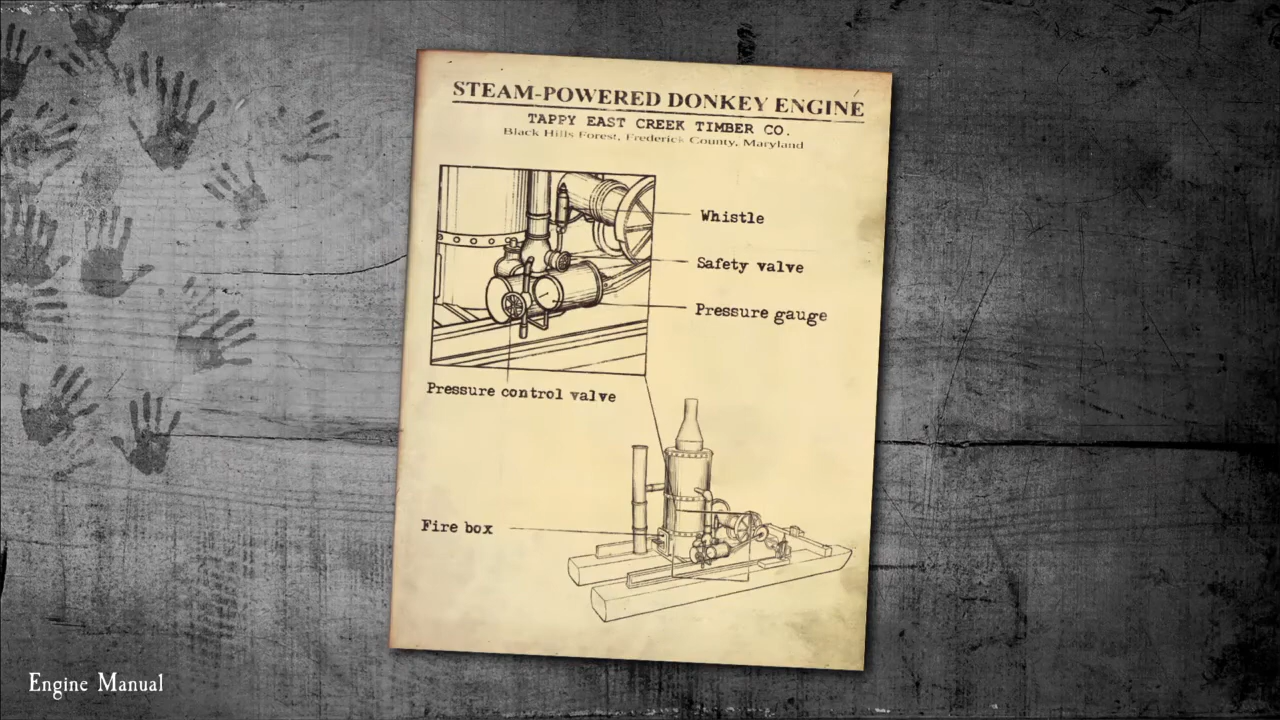 STEAM-POWERED DONKEY ENGINE
TAPPY EAST CREEK TIMBER CO.
Black Hills Forest, Frederick County, Maryland
Whistle
Safety valve
Pressure gauge
Pressure control valve
Fire box
Engine Manual